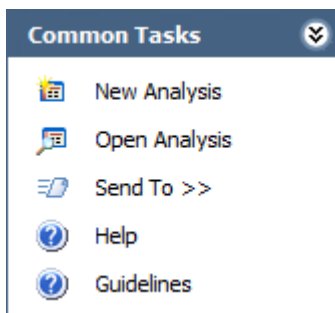 Common Tasks
New Analysis
Open Analysis
Send To >>
Help
Guidelines